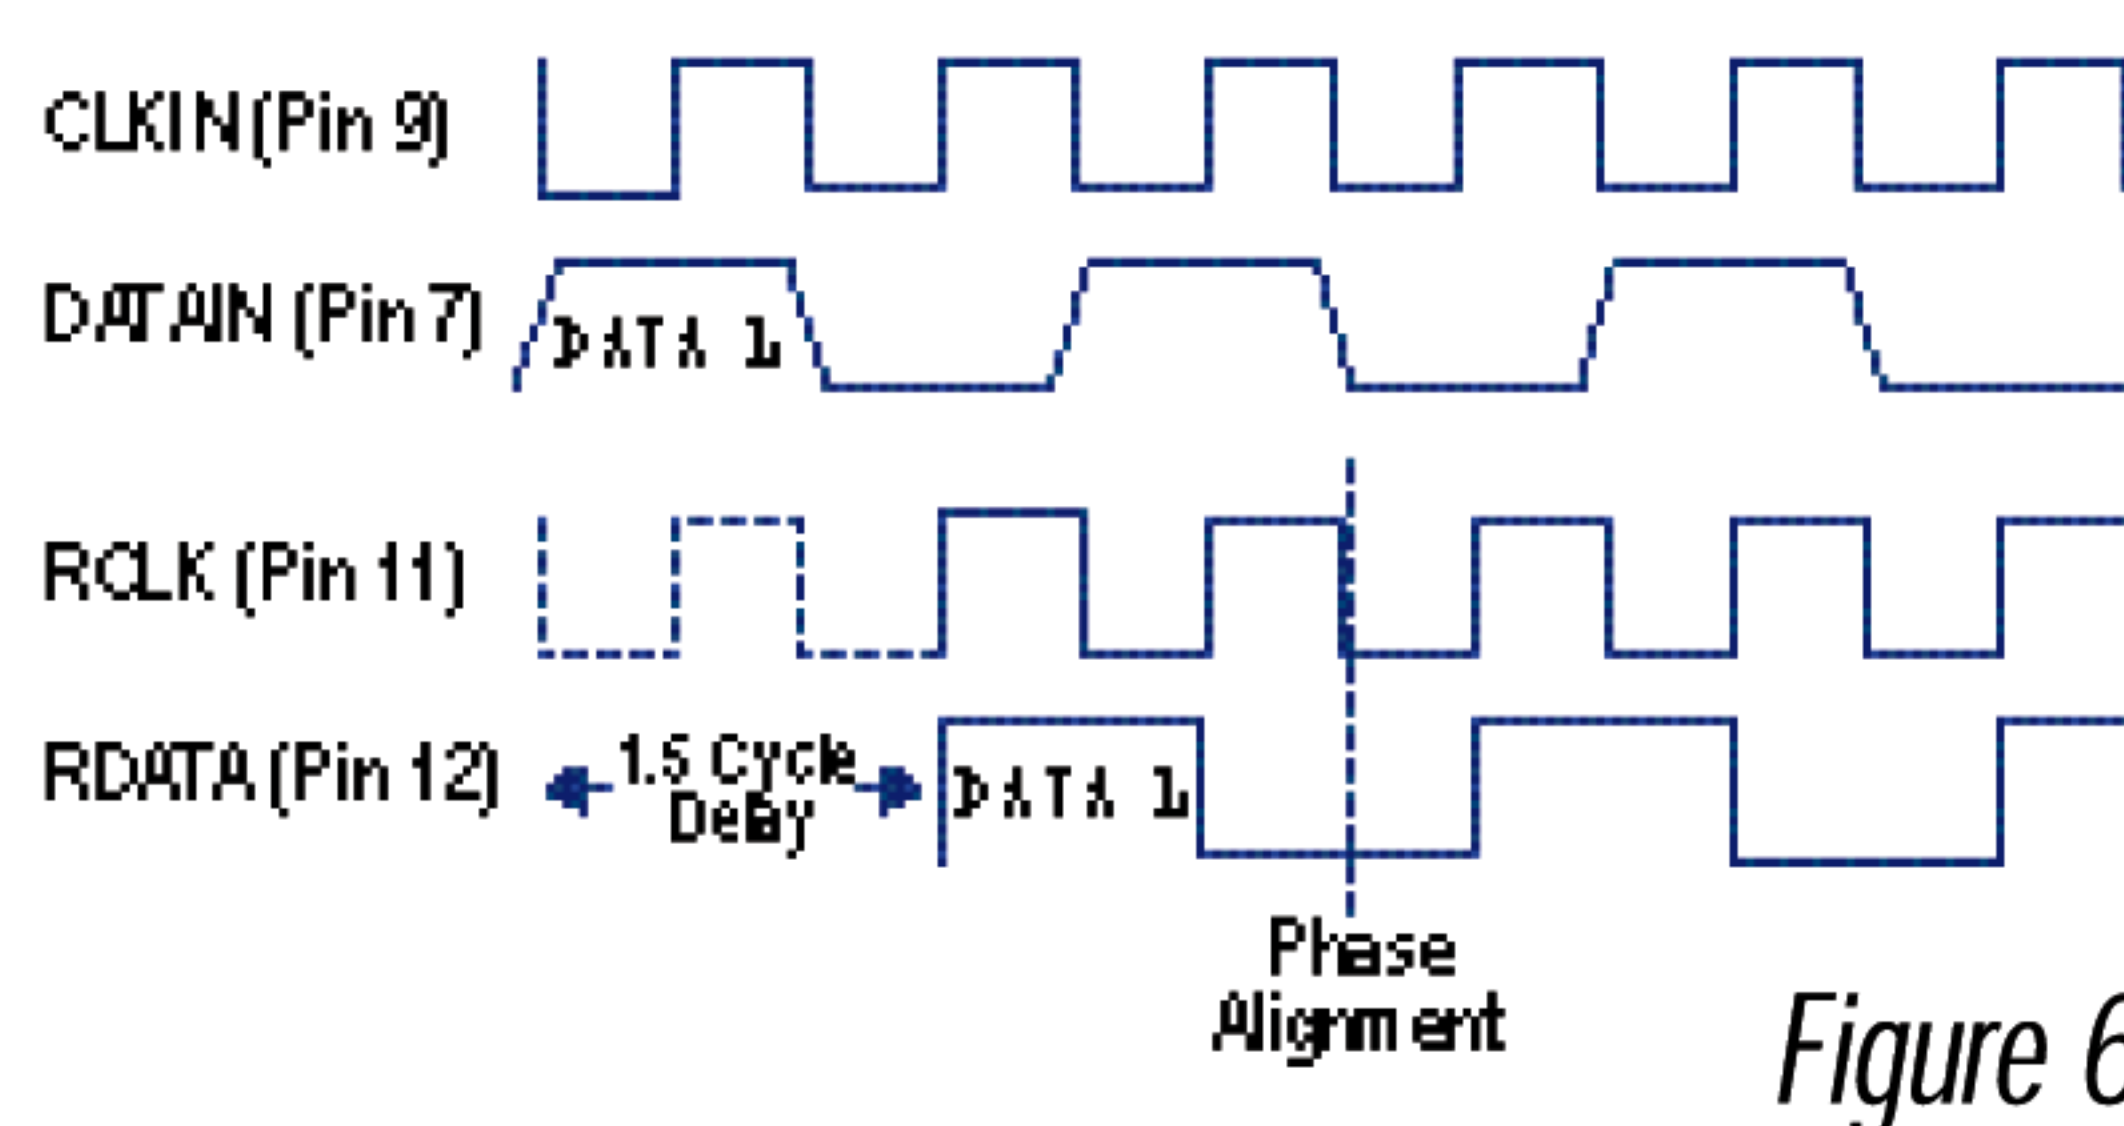 CLKIN (Pin 9)
DATAIN (Pin 7)
DATA 1
RCLK (Pin 11)
RDATA (Pin 12)
1.5 Cycle
Delay
DATA 1
Phase
Alignment
Figure 6